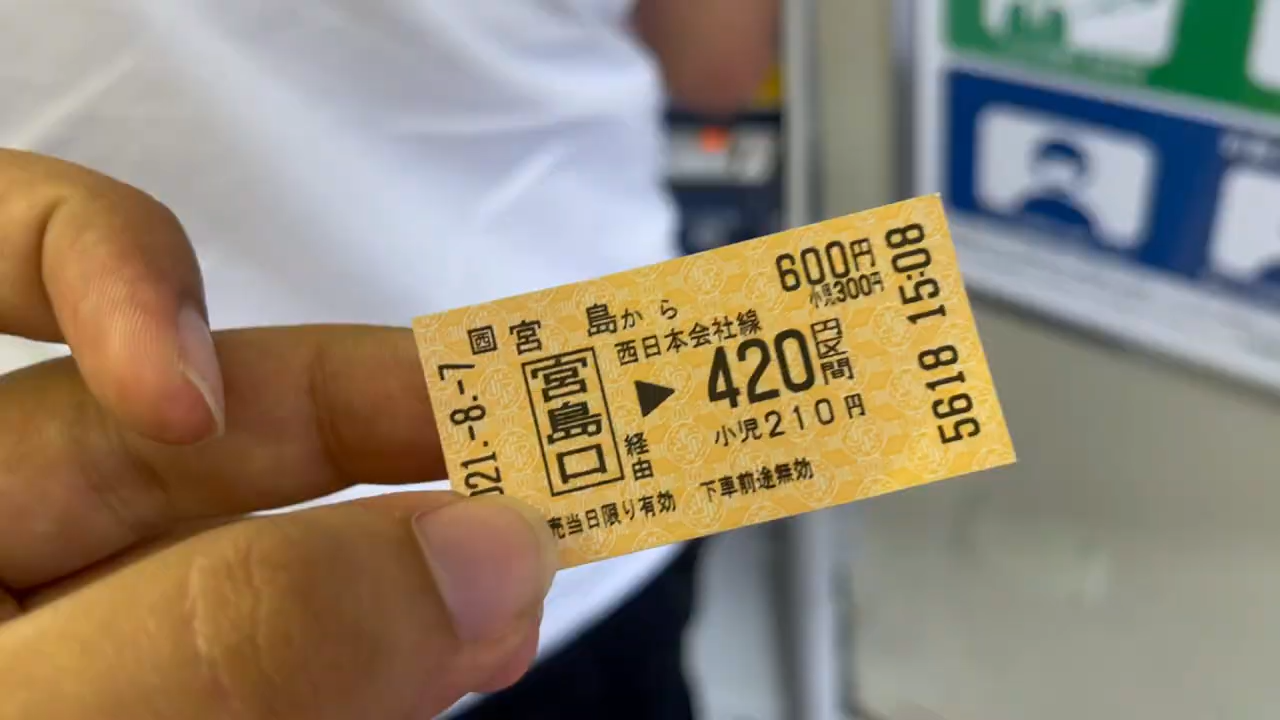 600円
小児300円
西 宮 島から
西日本会社線
宮島口
経由
▶ 420円区間
小児210円
021.-8.-7
売当日限り有効 下車前途無効
5618 15:08